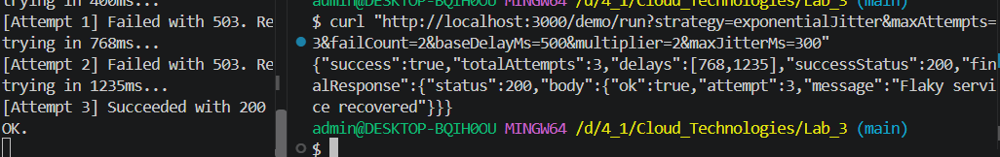 trying in 400ms...
[Attempt 1] Failed with 503. Re
trying in 768ms...
[Attempt 2] Failed with 503. Re
trying in 1235ms...
[Attempt 3] Succeeded with 200
OK.
admin@DESKTOP-BQIH0OU MINGW64 /d/4_1/Cloud_Technologies/Lab_3 (main)
$ curl "http://localhost:3000/demo/run?strategy=exponentialJitter&maxAttempts=
3&failCount=2&baseDelayMs=500&multiplier=2&maxJitterMs=300"
{"success":true,"totalAttempts":3,"delays":[768,1235],"successStatus":200,"fin
alResponse":{"status":200,"body":{"ok":true,"attempt":3,"message":"Flaky servi
ce recovered"}}}
admin@DESKTOP-BQIH0OU MINGW64 /d/4_1/Cloud_Technologies/Lab_3 (main)
$